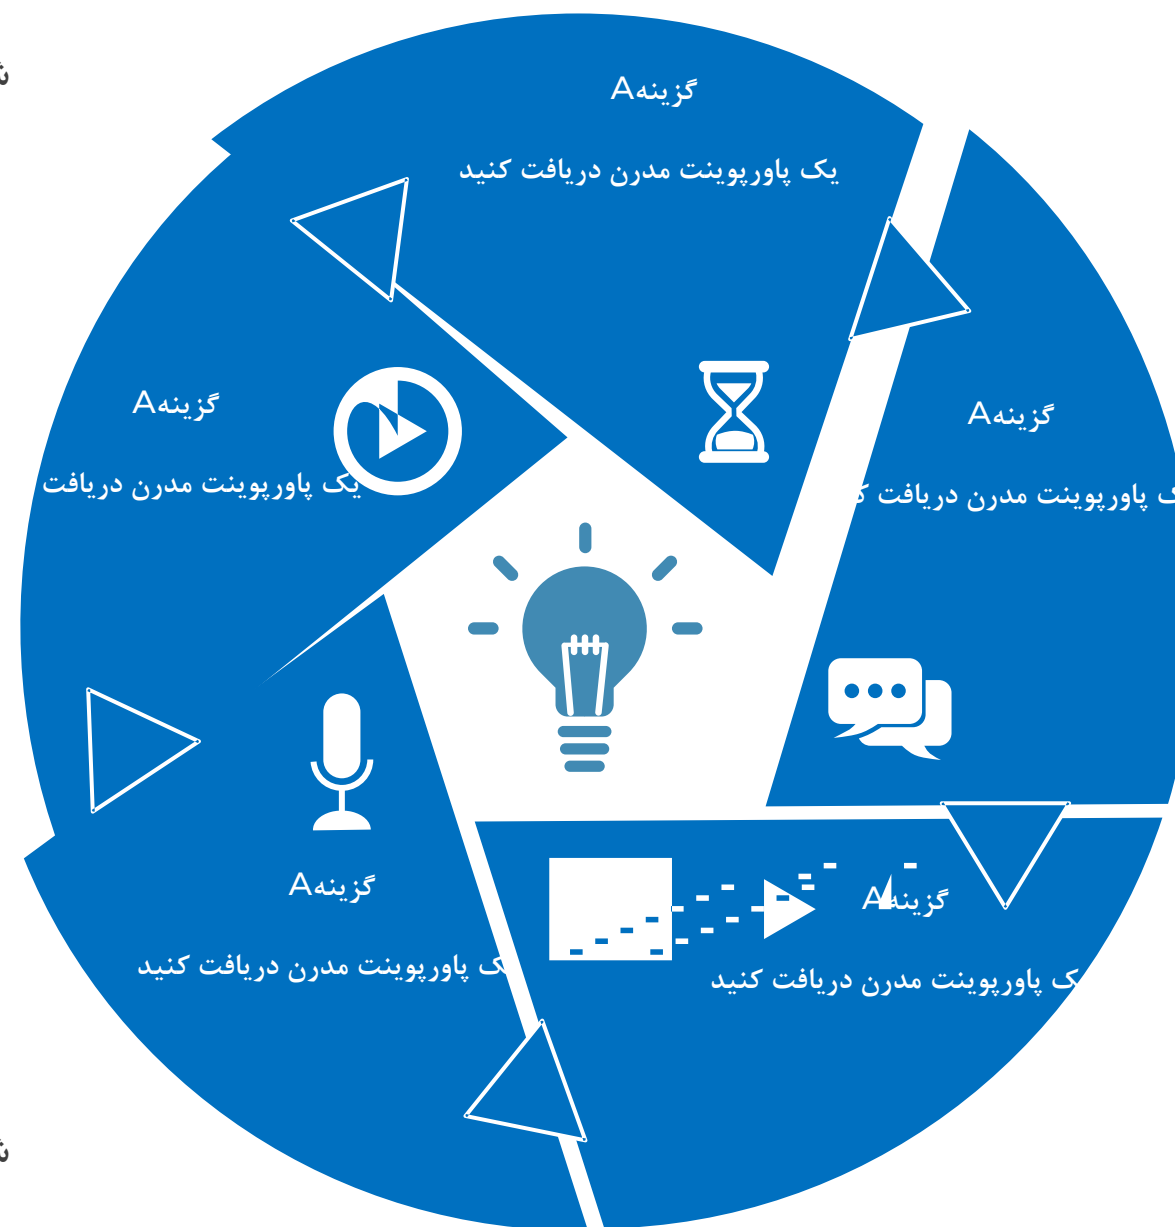 گزینهA
یک پاورپوینت مدرن دریافت کنید
گزینهA
یک پاورپوینت مدرن دریافت
گزینهA
پاورپوینت مدرن دریافت
گزینهA
پاورپوینت مدرن دریافت کنید
گزینهA
پاورپوینت مدرن دریافت کنید